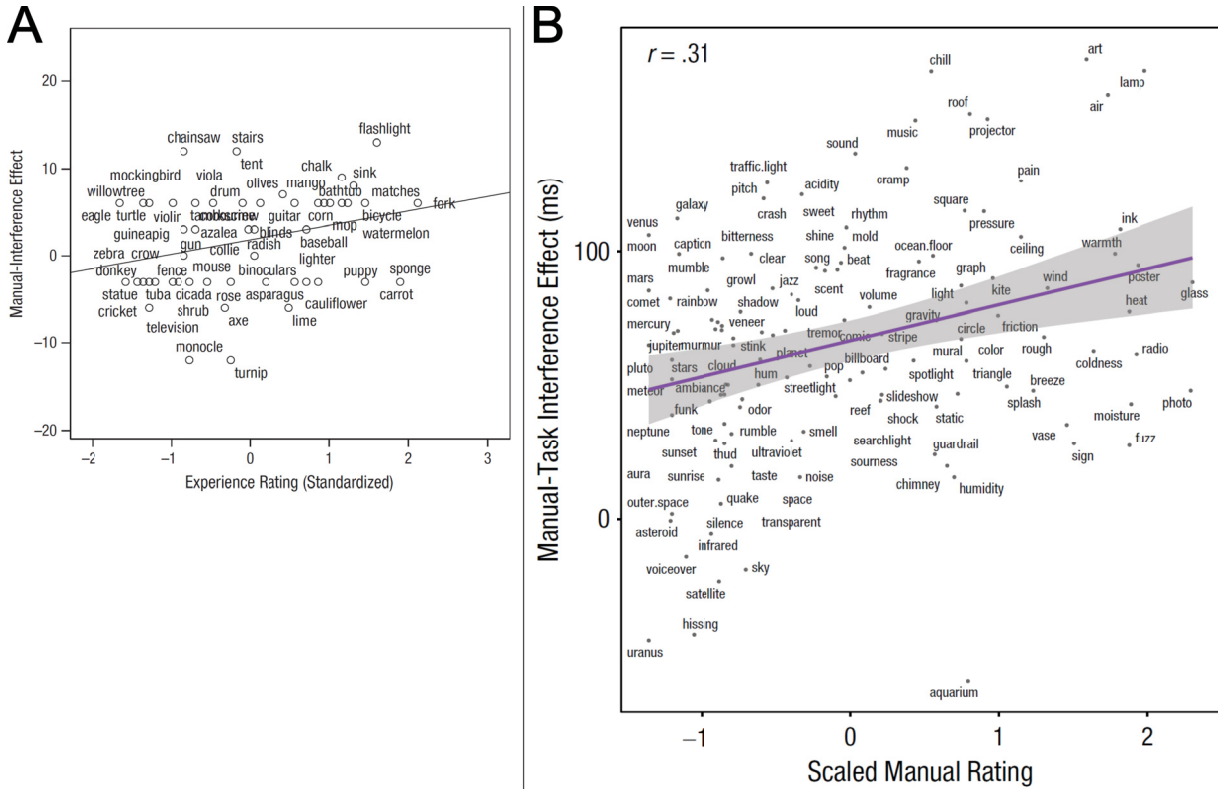 A
Manual-Interference Effect
20
10
0
−10
−20
−2 −1 0 1 2 3
Experience Rating (Standardized)
flashlight
chainsaw stairs
tent chalk sink
mockingbird viola olives mango
willowtree drum bathtub matches
fork
eagle turtle violin tambourine guitar corn bicycle
guineapig azalea binds mop watermelon
gun collie radish baseball
zebra crow lighter
donkey fence mouse binoculars puppy sponge
statue tuba cicada rose asparagus carrot
cricket shrub cauliflower
television axe lime
monocle
turnip
B
r = .31
Manual-Task Interference Effect (ms)
100
0
−1 0 1 2
Scaled Manual Rating
art
chill
lamp
roof air
music projector
sound
traffic.light cramp pain
pitch acidity
galaxy crash sweet rhythm square pressure ink
venus
moon caption bitterness shine mold ocean.floor ceiling warmth
mumble clear song beat
mars growl jazz scent fragrance graph wind poster
comet rainbow shadow loud volume light kite heat glass
mercury veneer tremor gravity circle friction
jupiter murmur stink planet comic stripe
pluto stars cloud hum pop billboard mural color rough radio
meteor ambiance streetlight spotlight triangle breeze coldness
funk odor reef slideshow splash photo
shock static moisture
neptune tone rumble smell
sunset thud ultraviolet searchlight guardrail vase fuzz
aura sunrise taste noise sourness sign
chimney humidity
outer.space quake space
asteroid silence transparent
infrared
voiceover sky
satellite
hissing
uranus
aquarium